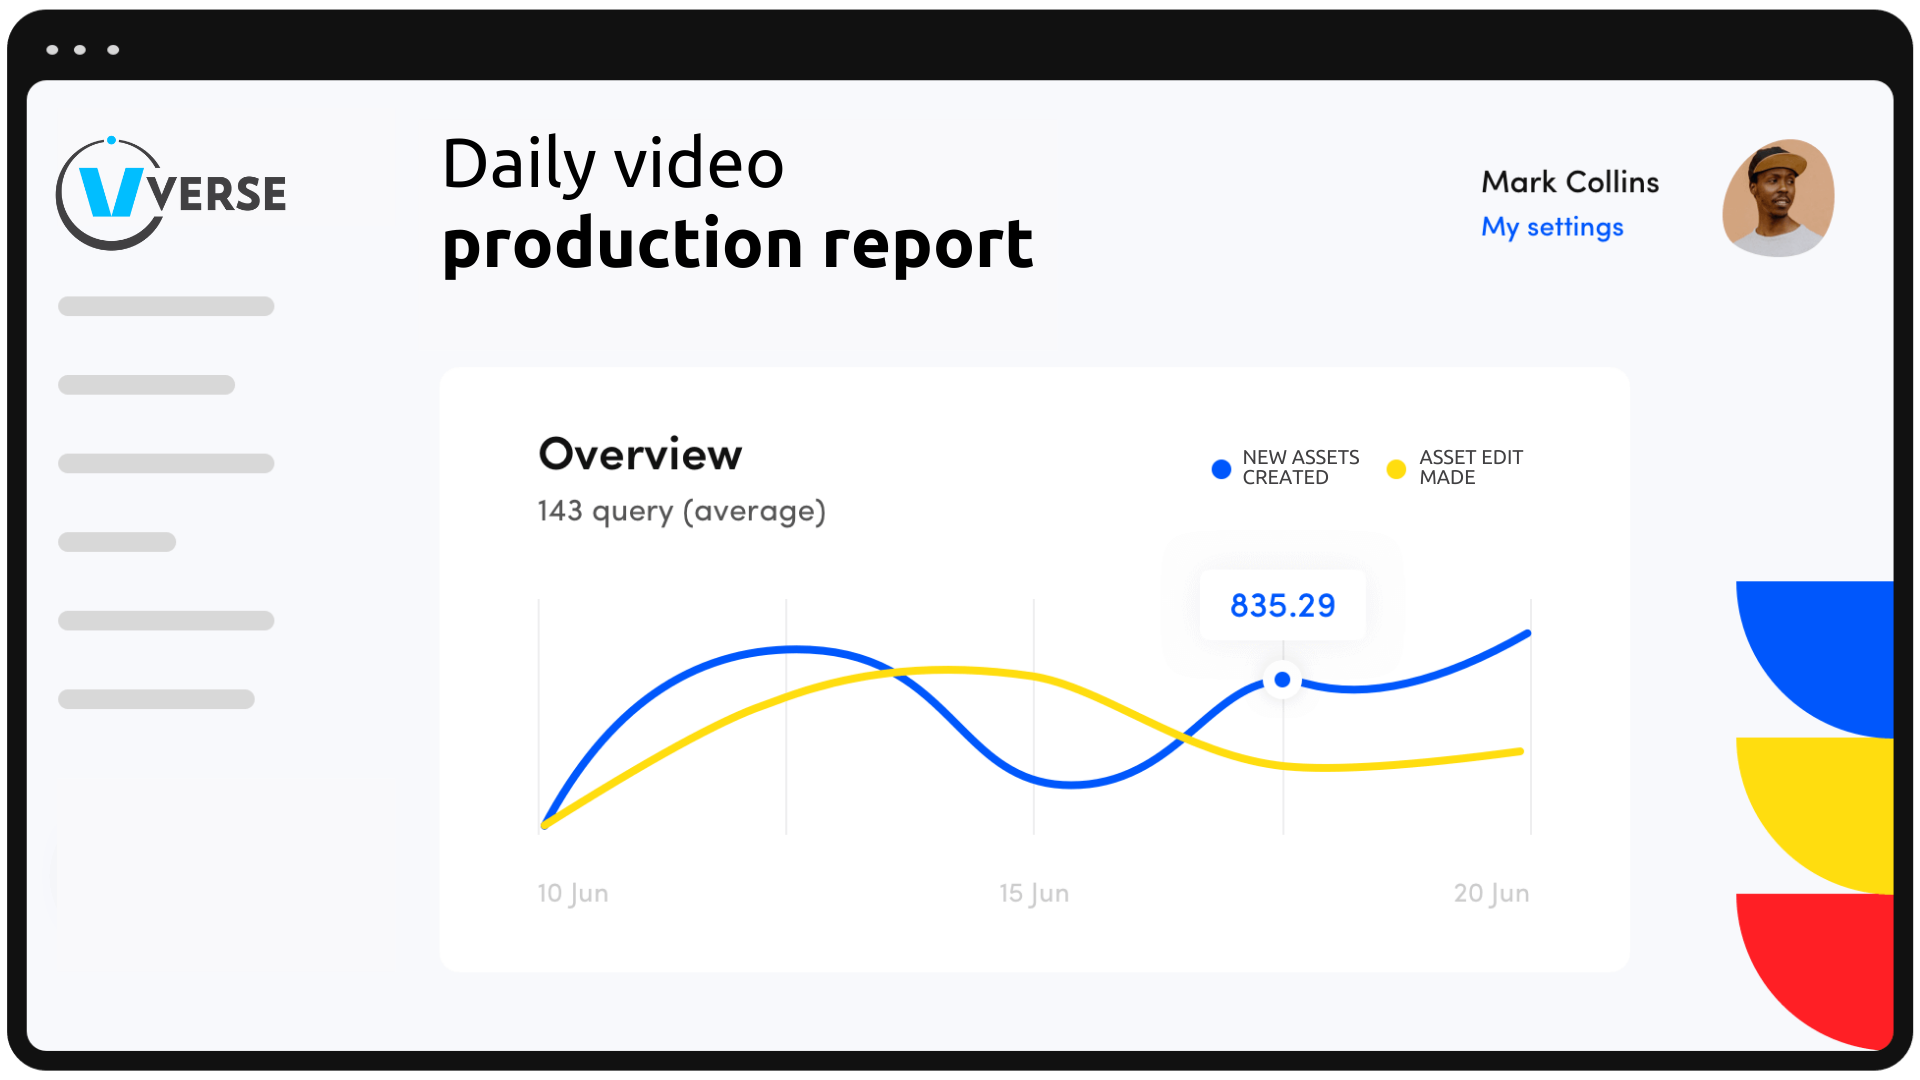 VVERSE
Daily video
production report
Mark Collins
My settings
Overview
143 query (average)
NEW ASSETS
CREATED
ASSET EDIT
MADE
835.29
10 Jun
15 Jun
20 Jun